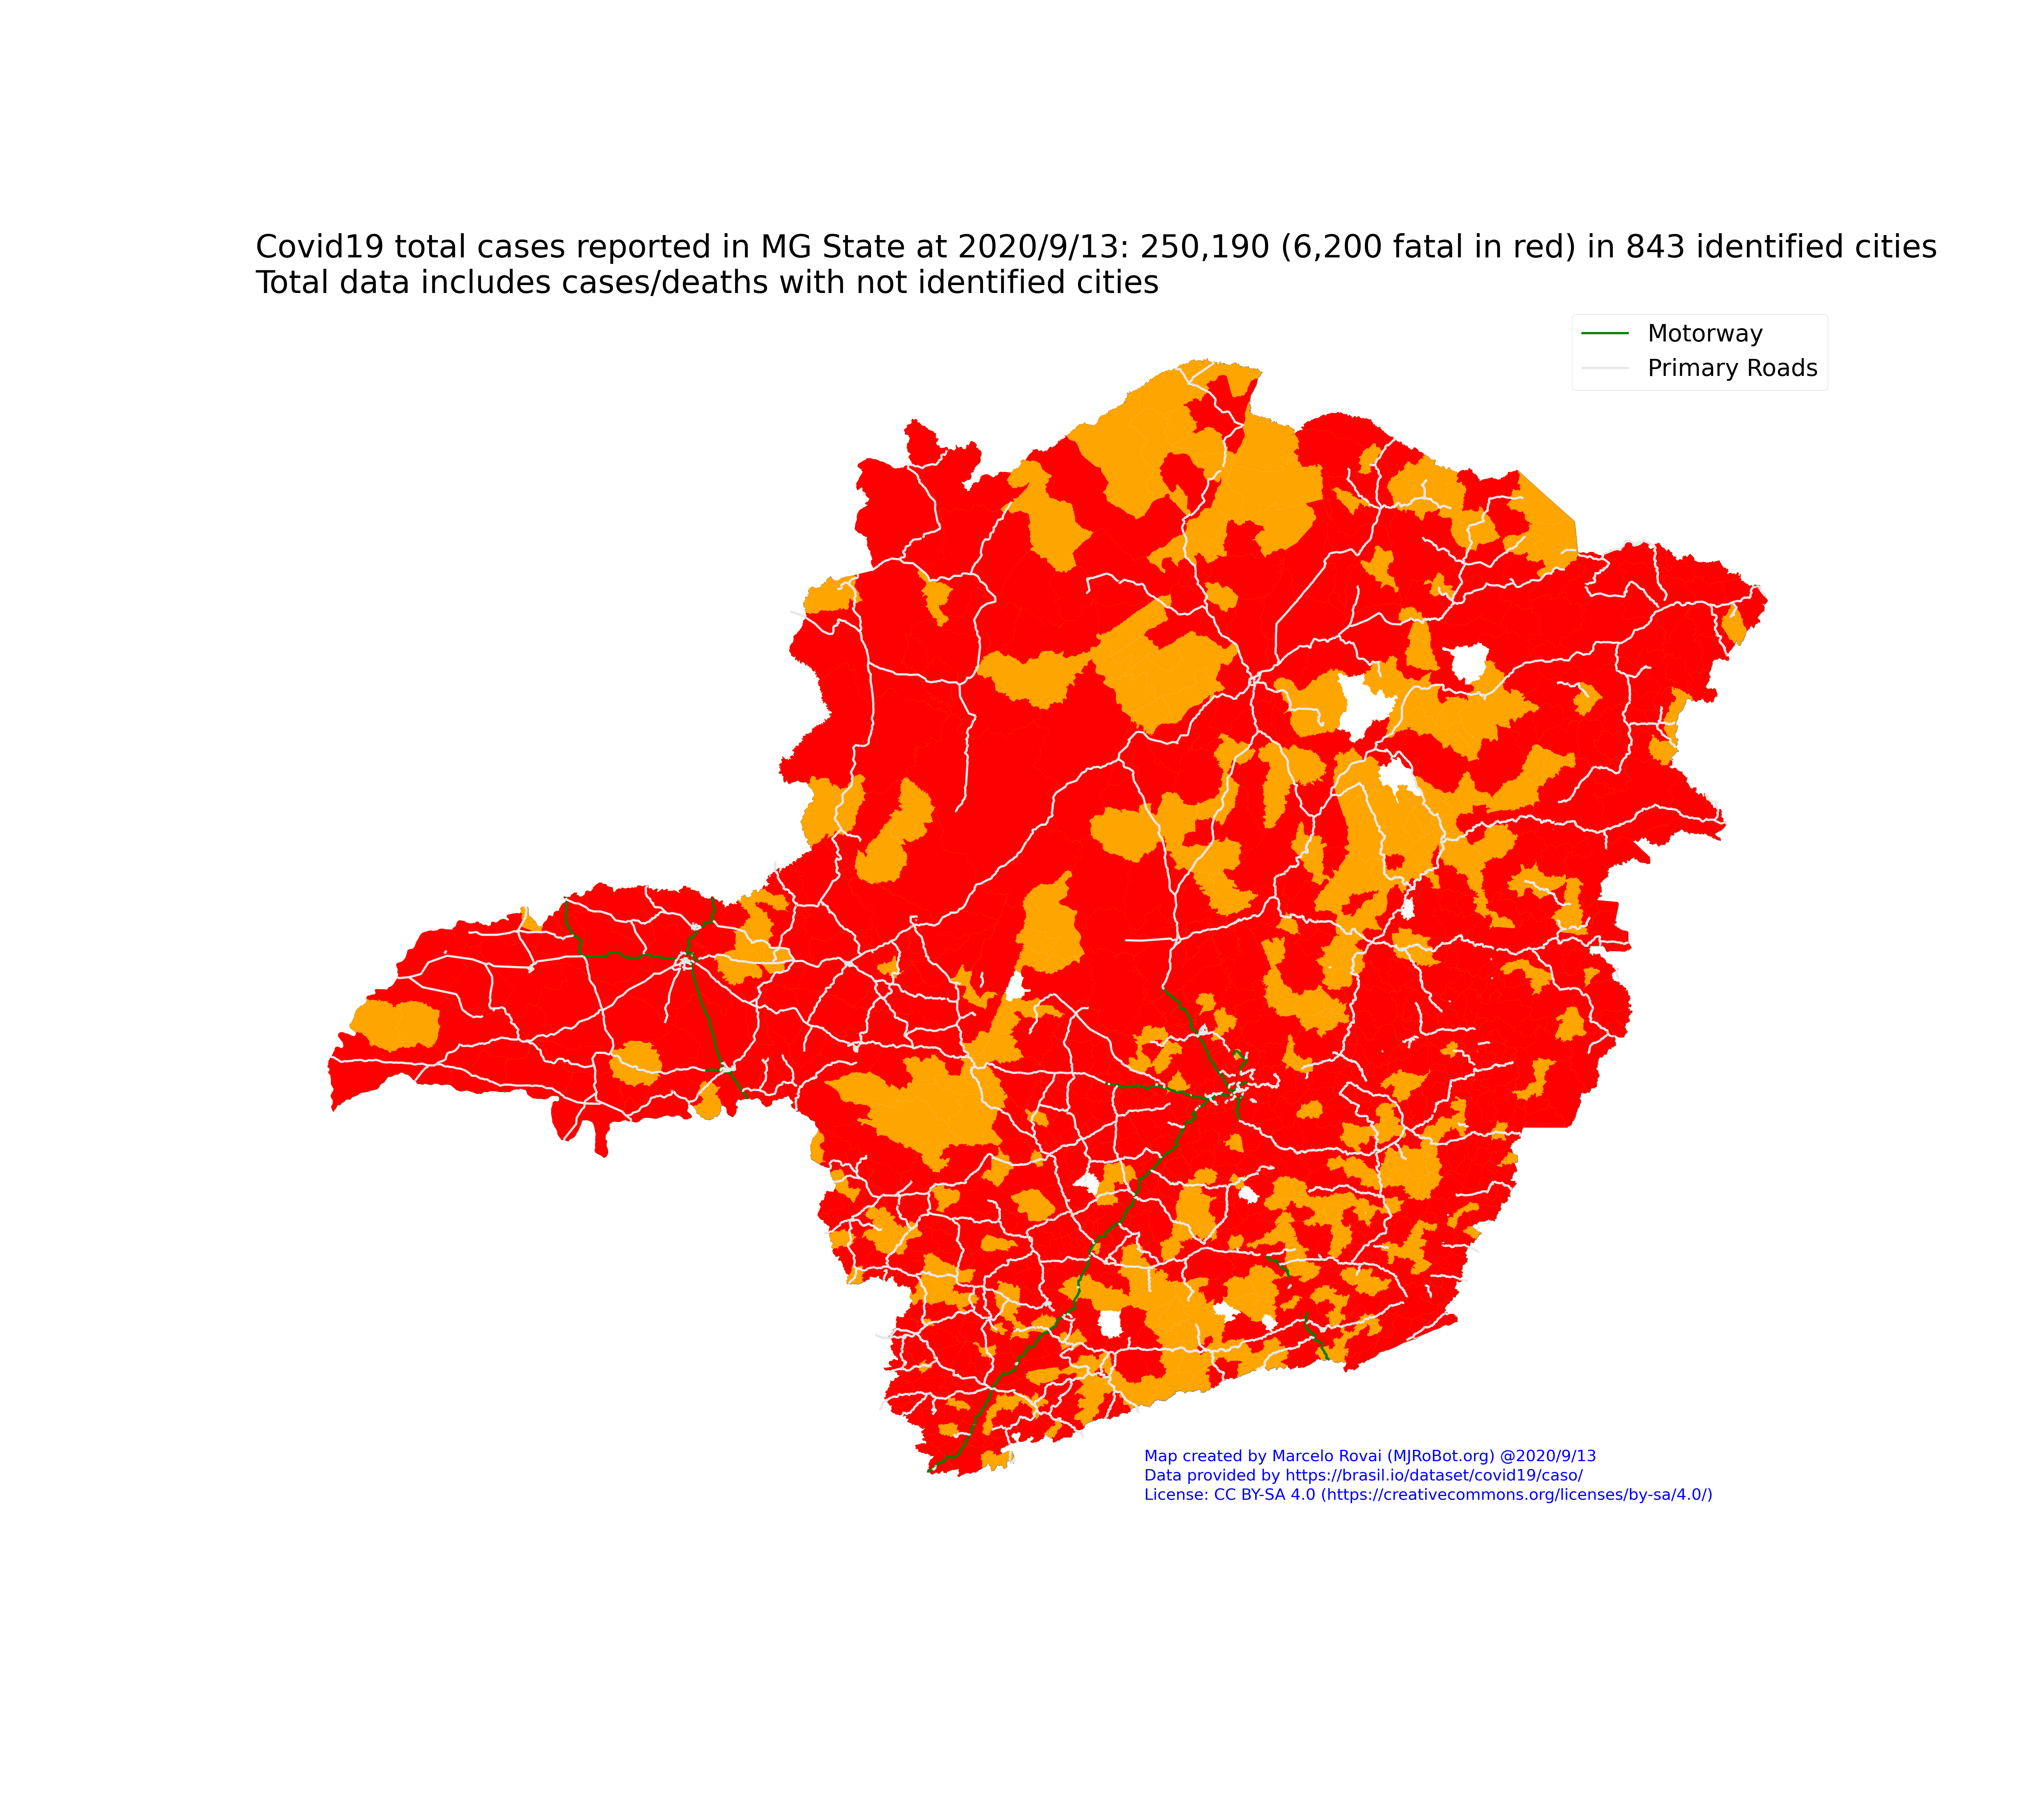 Covid19 total cases reported in MG State at 2020/9/13: 250,190 (6,200 fatal in red) in 843 identified cities
Total data includes cases/deaths with not identified cities
Motorway
Primary Roads
Map created by Marcelo Rovai (MJRoBot.org) @2020/9/13
Data provided by https://brasil.io/dataset/covid19/caso/
License: CC BY-SA 4.0 (https://creativecommons.org/licenses/by-sa/4.0/)